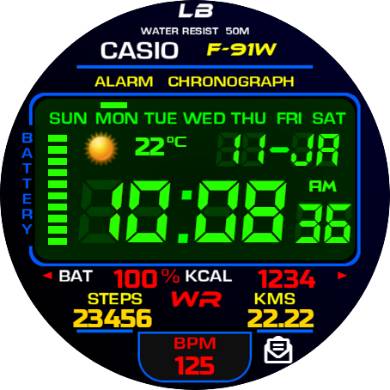 LB
WATER RESIST 50M
CASIO F-91W
ALARM CHRONOGRAPH
SUN MON TUE WED THU FRI SAT
BATTERY
22°C 11-JA
AM
10:08 36
BAT 100% KCAL 1234
STEPS WR KMS
23456 22.22
BPM
125